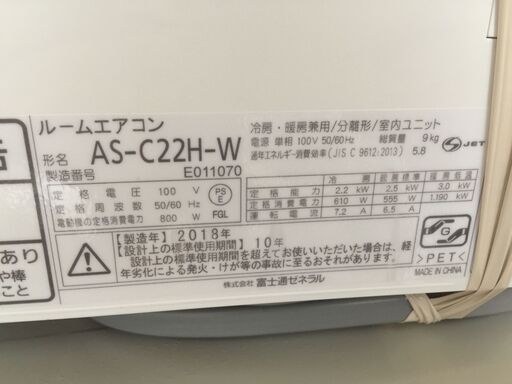 ルームエアコン
形名 AS-C22H-W
製造番号 E011070
冷房・暖房兼用/分離形/室内ユニット
電源 単相 100V 50/60Hz 総質量 9kg
通年エネルギー消費効率(JIS C 9612:2013) 5.8
JET
定格電圧 100 V
定格周波数 50/60 Hz
電動機の定格消費電力 800 W
PS
E
FGL
冷房標準 暖房標準 暖房低温
定格能力 2.2 kW 2.5 kW 3.0 kW
定格消費電力 610 W 585 W 1,190 kW
運転電流 7.2 A 6.5 A
【製造年】2018年
【設計上の標準使用期間】10年
設計上の標準使用期間を超えてお使いいただいた場合は、経
年劣化による発火・けが等の事故に至るおそれがあります。
株式会社 富士通ゼネラル
G
>PET<
MADE IN CHINA
告
あり
や棒
こと